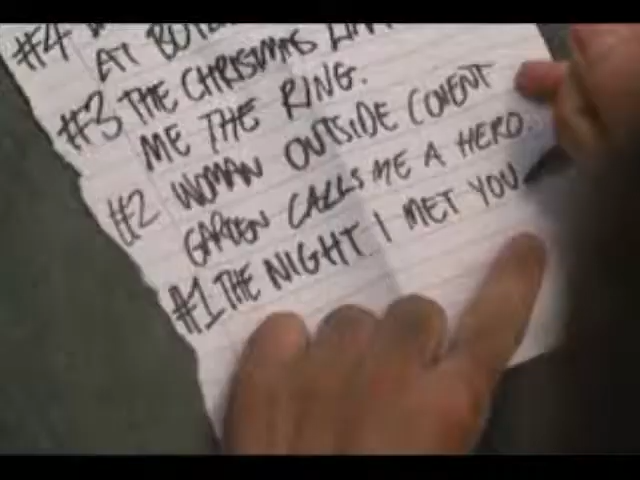 #4
AT
#3 THE CHRISTMAS
ME THE RING.
#2 WOMAN OUTSIDE COVENT
GARDEN CALLS ME A HERO.
#1 THE NIGHT I MET YOU